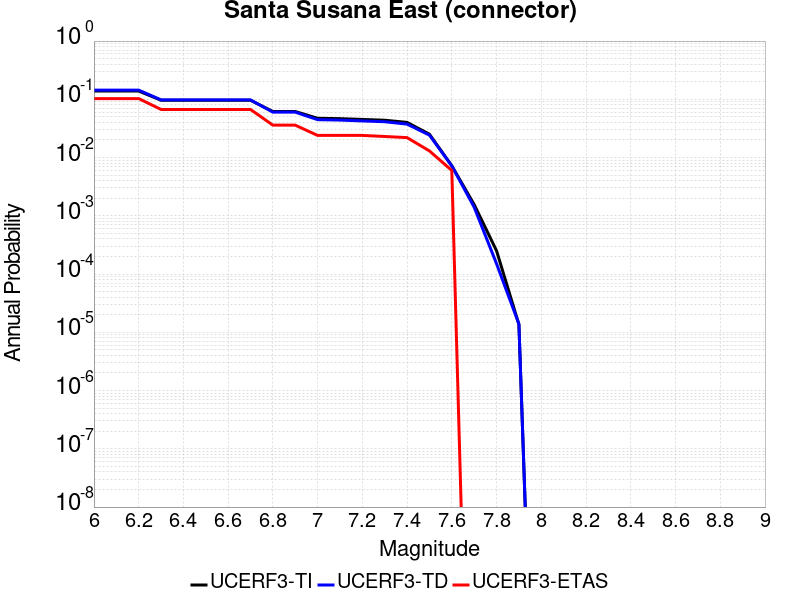 Santa Susana East (connector)
10^0
10^-1
10^-2
10^-3
10^-4
10^-5
10^-6
10^-7
10^-8
Annual Probability
6 6.2 6.4 6.6 6.8 7 7.2 7.4 7.6 7.8 8 8.2 8.4 8.6 8.8 9
Magnitude
UCERF3-TI UCERF3-TD UCERF3-ETAS